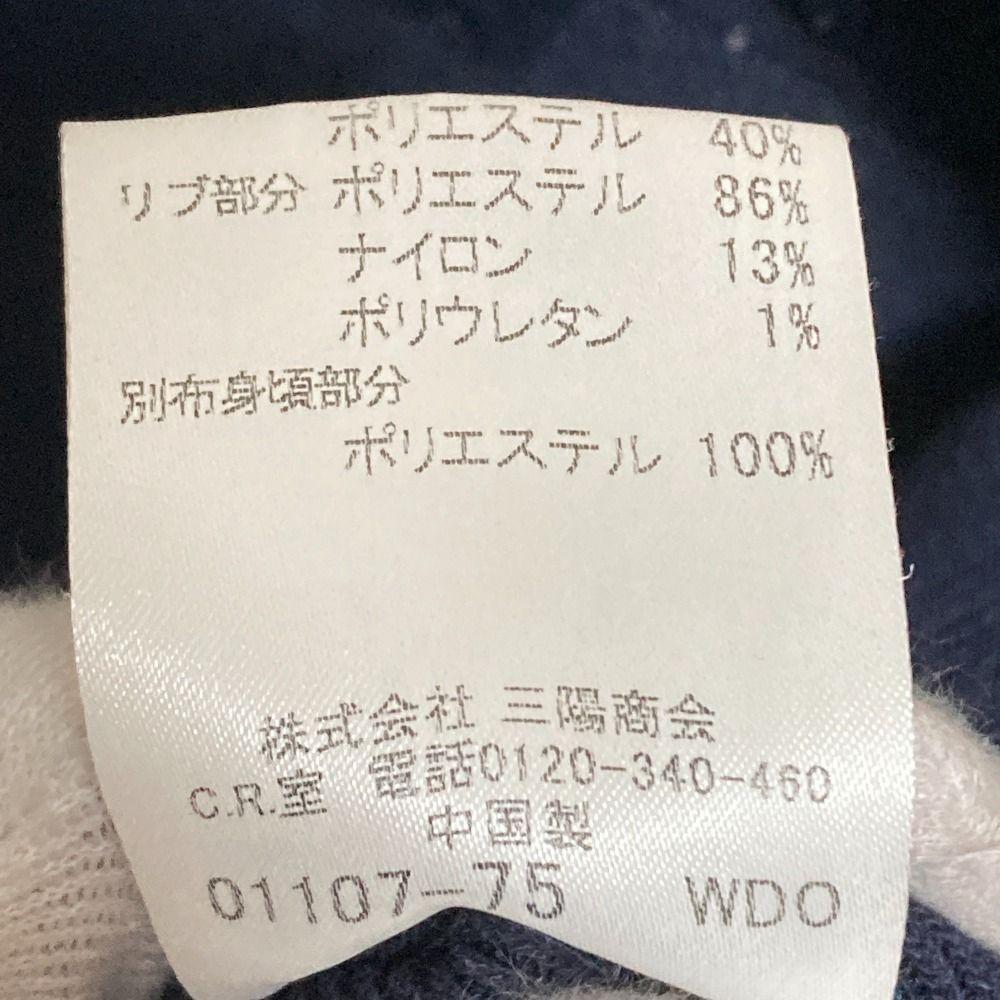 ポリエステル 40%
リブ部分 ポリエステル 86%
ナイロン 13%
ポリウレタン 1%
別布身頃部分
ポリエステル 100%
株式会社 三陽商会
C.R.室 電話0120-340-460
中国製
01107-75 WDO